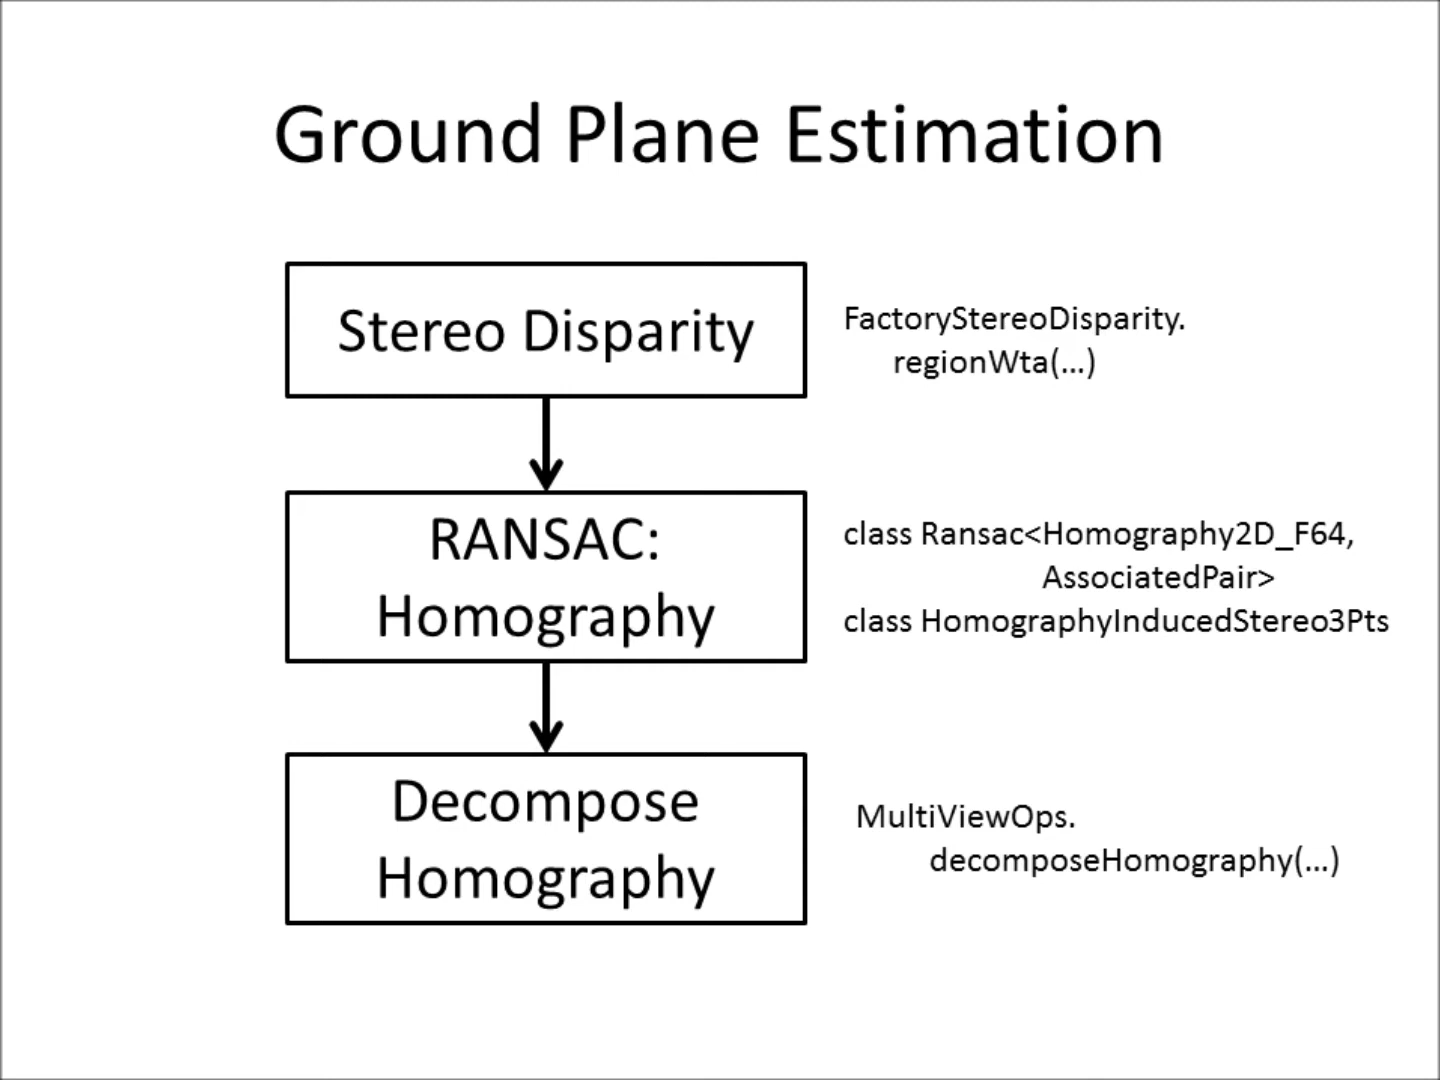 Ground Plane Estimation
Stereo Disparity
FactoryStereoDisparity.
regionWta(...)
RANSAC:
Homography
class Ransac<Homography2D_F64,
AssociatedPair>
class HomographyInducedStereo3Pts
Decompose
Homography
MultiViewOps.
decomposeHomography(...)